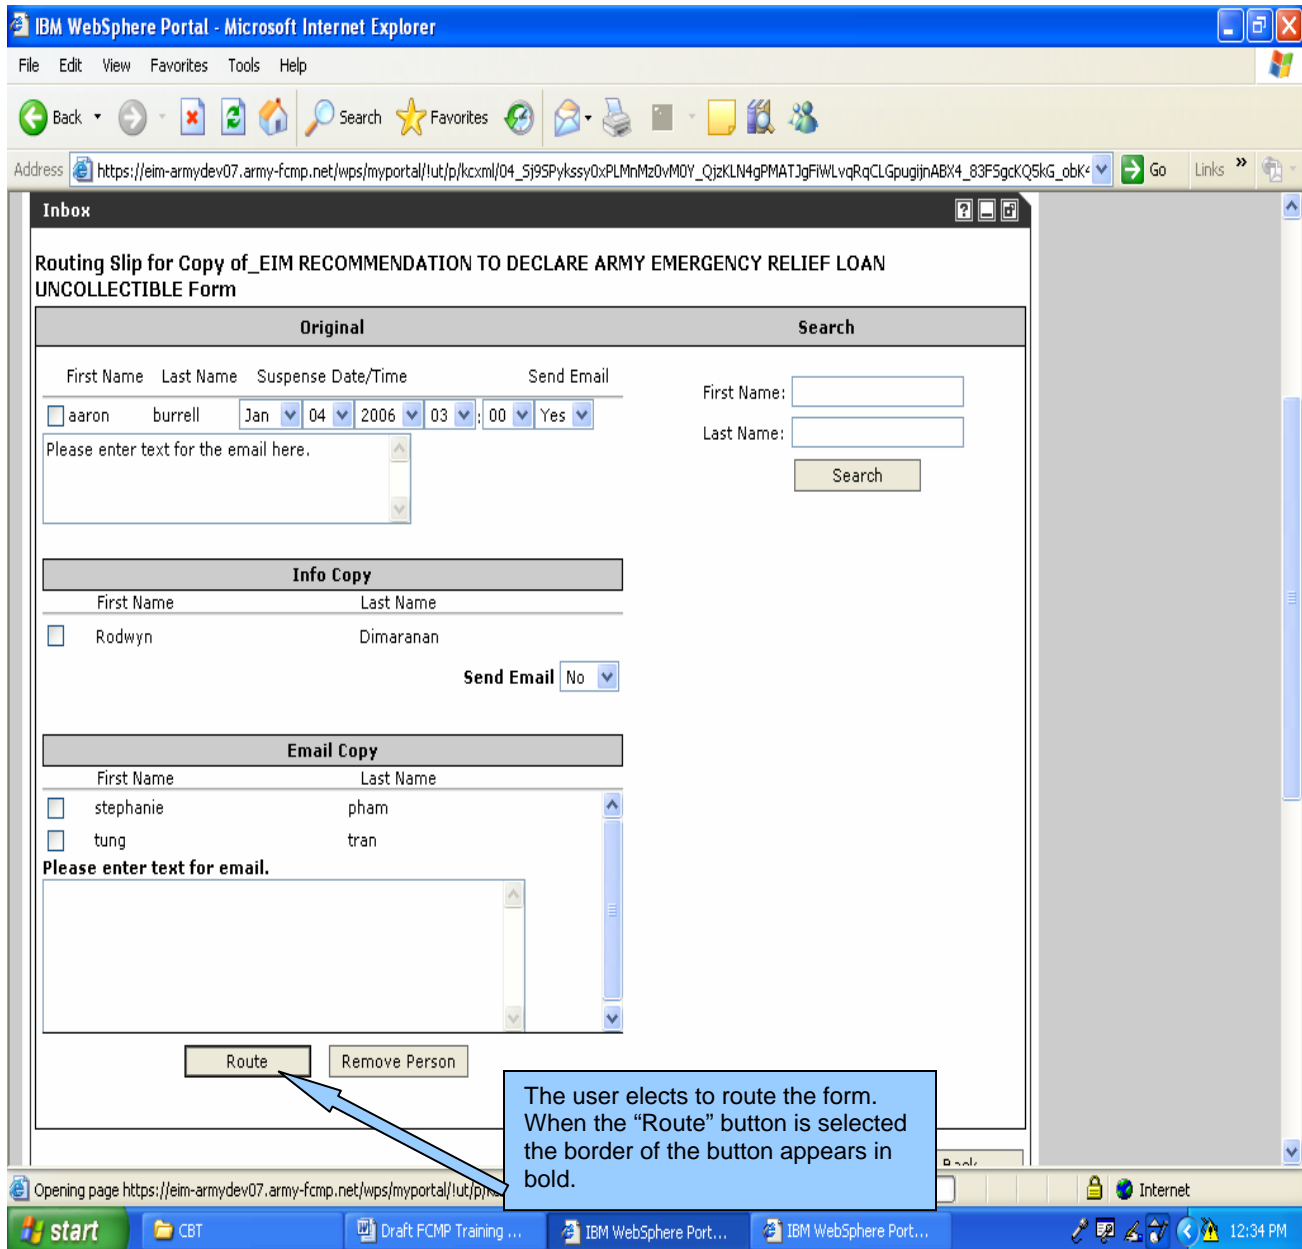 IBM WebSphere Portal - Microsoft Internet Explorer
File Edit View Favorites Tools Help
Back Search Favorites
Address https://eim-armydev07.army-fcmp.net/wps/myportal/!ut/p/kcxml/ Go Links »
Inbox
Routing Slip for Copy of_EIM RECOMMENDATION TO DECLARE ARMY EMERGENCY RELIEF LOAN
UNCOLLECTIBLE Form
Original Search
First Name Last Name Suspense Date/Time Send Email
First Name:
aaron burrell Jan 04 2006 03 : 00 Yes
Last Name:
Please enter text for the email here.
Search
Info Copy
First Name Last Name
Rodwyn Dimaranan
Send Email No
Email Copy
First Name Last Name
stephanie pham
tung tran
Please enter text for email.
Route Remove Person
The user elects to route the form.
When the “Route” button is selected
the border of the button appears in
bold.
Back
Opening page https://eim-armydev07.army-fcmp.net/wps/myportal/!ut/p/ Internet
start CBT Draft FCMP Training ... IBM WebSphere Port... IBM WebSphere Port... 12:34 PM